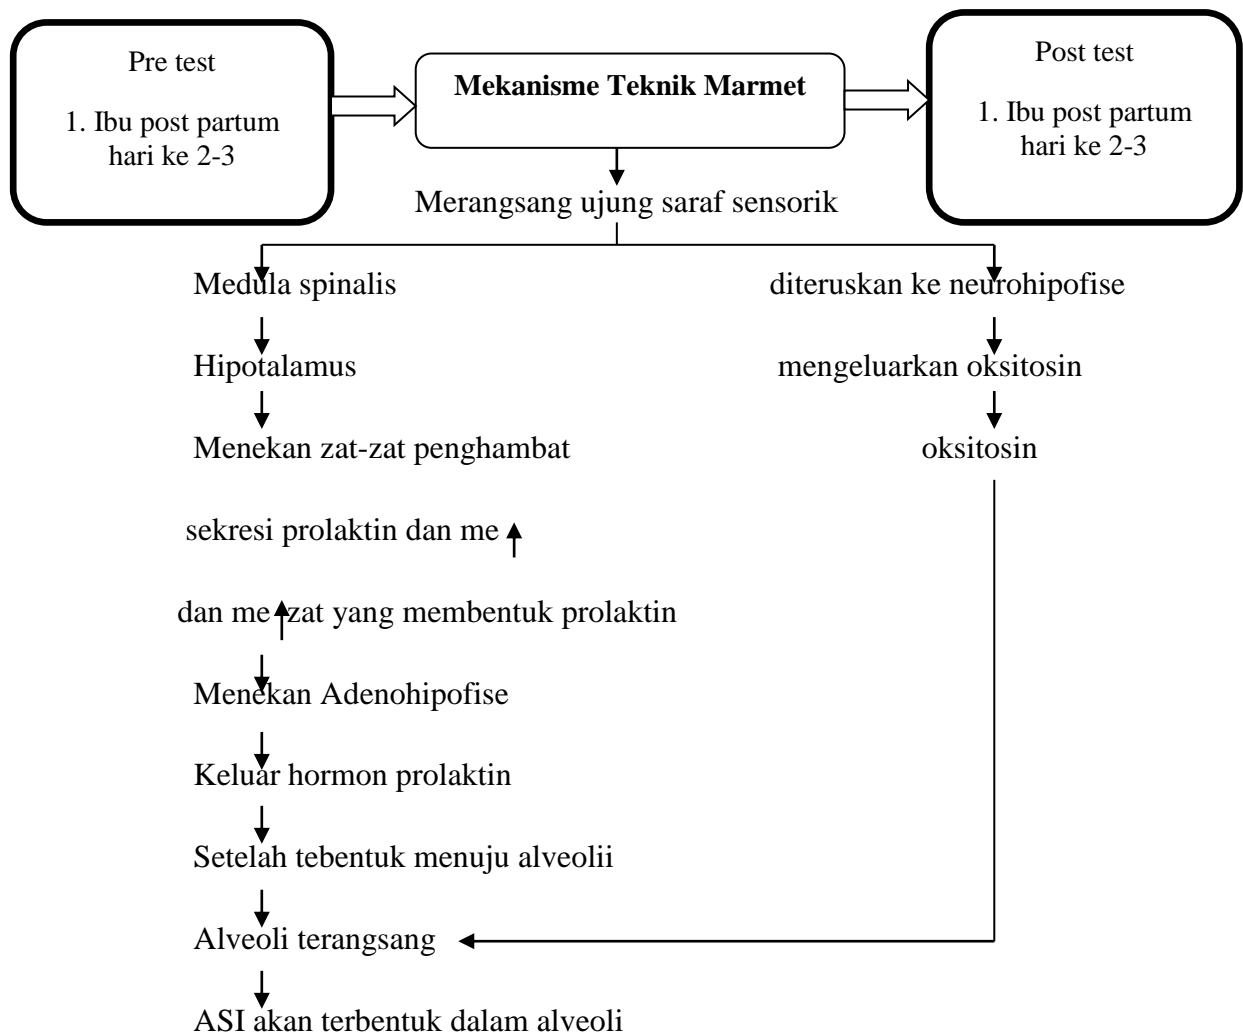 Pre test
1. Ibu post partum
hari ke 2-3
Mekanisme Teknik Marmet
Post test
1. Ibu post partum
hari ke 2-3
Merangsang ujung saraf sensorik
Medula spinalis
diteruskan ke neurohipofise
Hipotalamus
mengeluarkan oksitosin
Menekan zat-zat penghambat
oksitosin
sekresi prolaktin dan me
dan me zat yang membentuk prolaktin
Menekan Adenohipofise
Keluar hormon prolaktin
Setelah tebentuk menuju alveolii
Alveoli terangsang
ASI akan terbentuk dalam alveoli